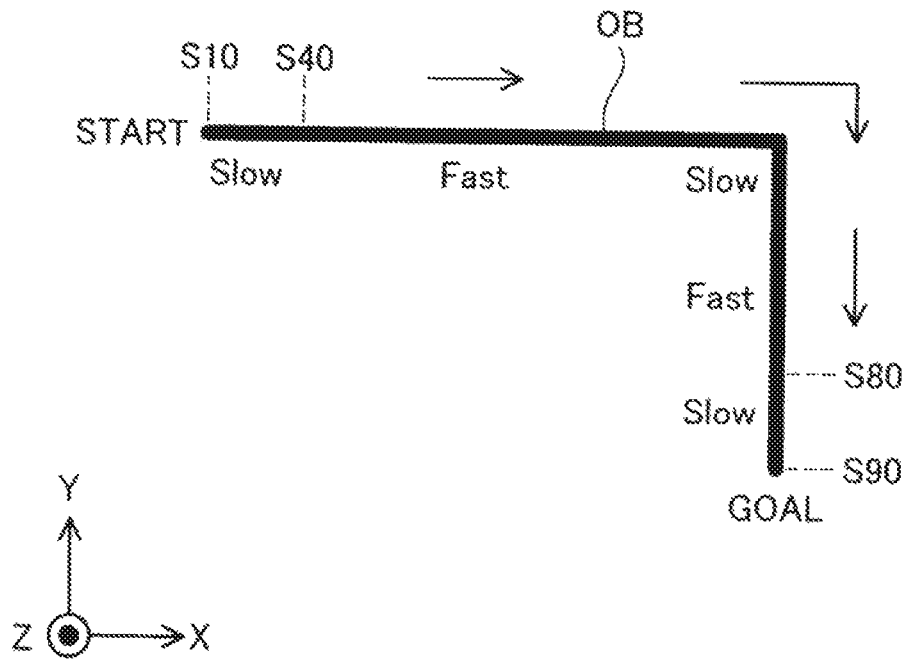 OB
S10 S40
START
Slow Fast Slow
Fast
S80
Slow
S90
GOAL
Y
Z X